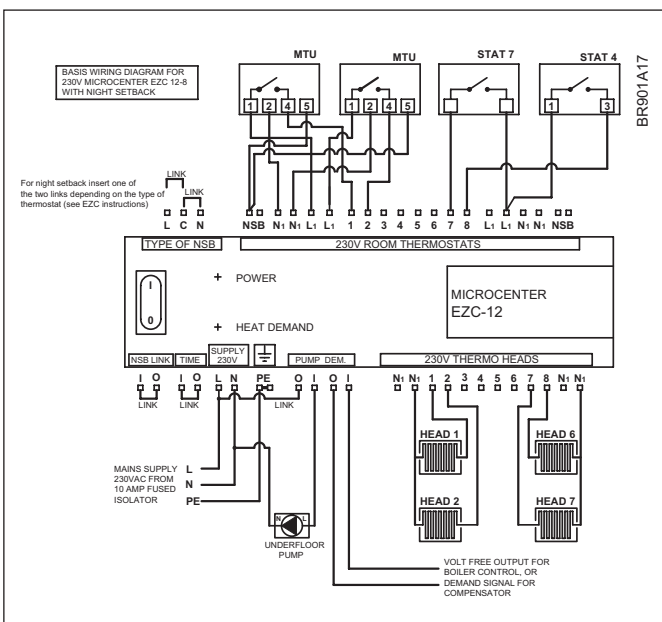 MTU MTU STAT 7 STAT 4
BR901A17
BASIS WIRING DIAGRAM FOR
230V MICROCENTER EZC 12-8
WITH NIGHT SETBACK
1 2 4 5 1 2 4 5 1 3
LINK
For night setback insert one of
the two links depending on the type of
thermostat (see EZC instructions)
LINK
L C N NSB N1 N1 L1 L1 1 2 3 4 5 6 7 8 L1 L1 N1 N1 NSB
TYPE OF NSB 230V ROOM THERMOSTATS
I
O
+ POWER
+ HEAT DEMAND
MICROCENTER
EZC-12
NSB LINK TIME SUPPLY
230V
PUMP DEM. 230V THERMO HEADS
I O I O L N PE O I O I N1 N1 1 2 3 4 5 6 7 8 N1 N1
LINK LINK LINK
HEAD 1 HEAD 6
HEAD 2 HEAD 7
MAINS SUPPLY
230VAC FROM
10 AMP FUSED
ISOLATOR
L
N
PE
N L
UNDERFLOOR
PUMP
VOLT FREE OUTPUT FOR
BOILER CONTROL, OR
DEMAND SIGNAL FOR
COMPENSATOR